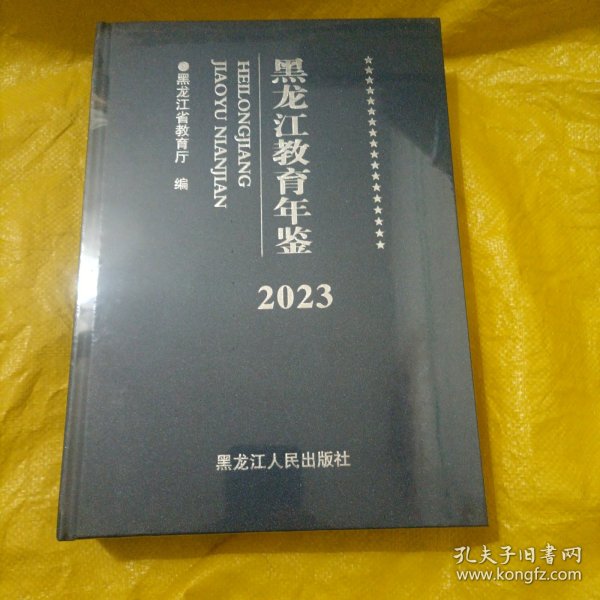 黑龙江教育年鉴
HEILONGJIANG
JIAOYU NIANJIAN
黑龙江省教育厅 编
2023
黑龙江人民出版社
孔夫子旧书网
www.kongfz.com